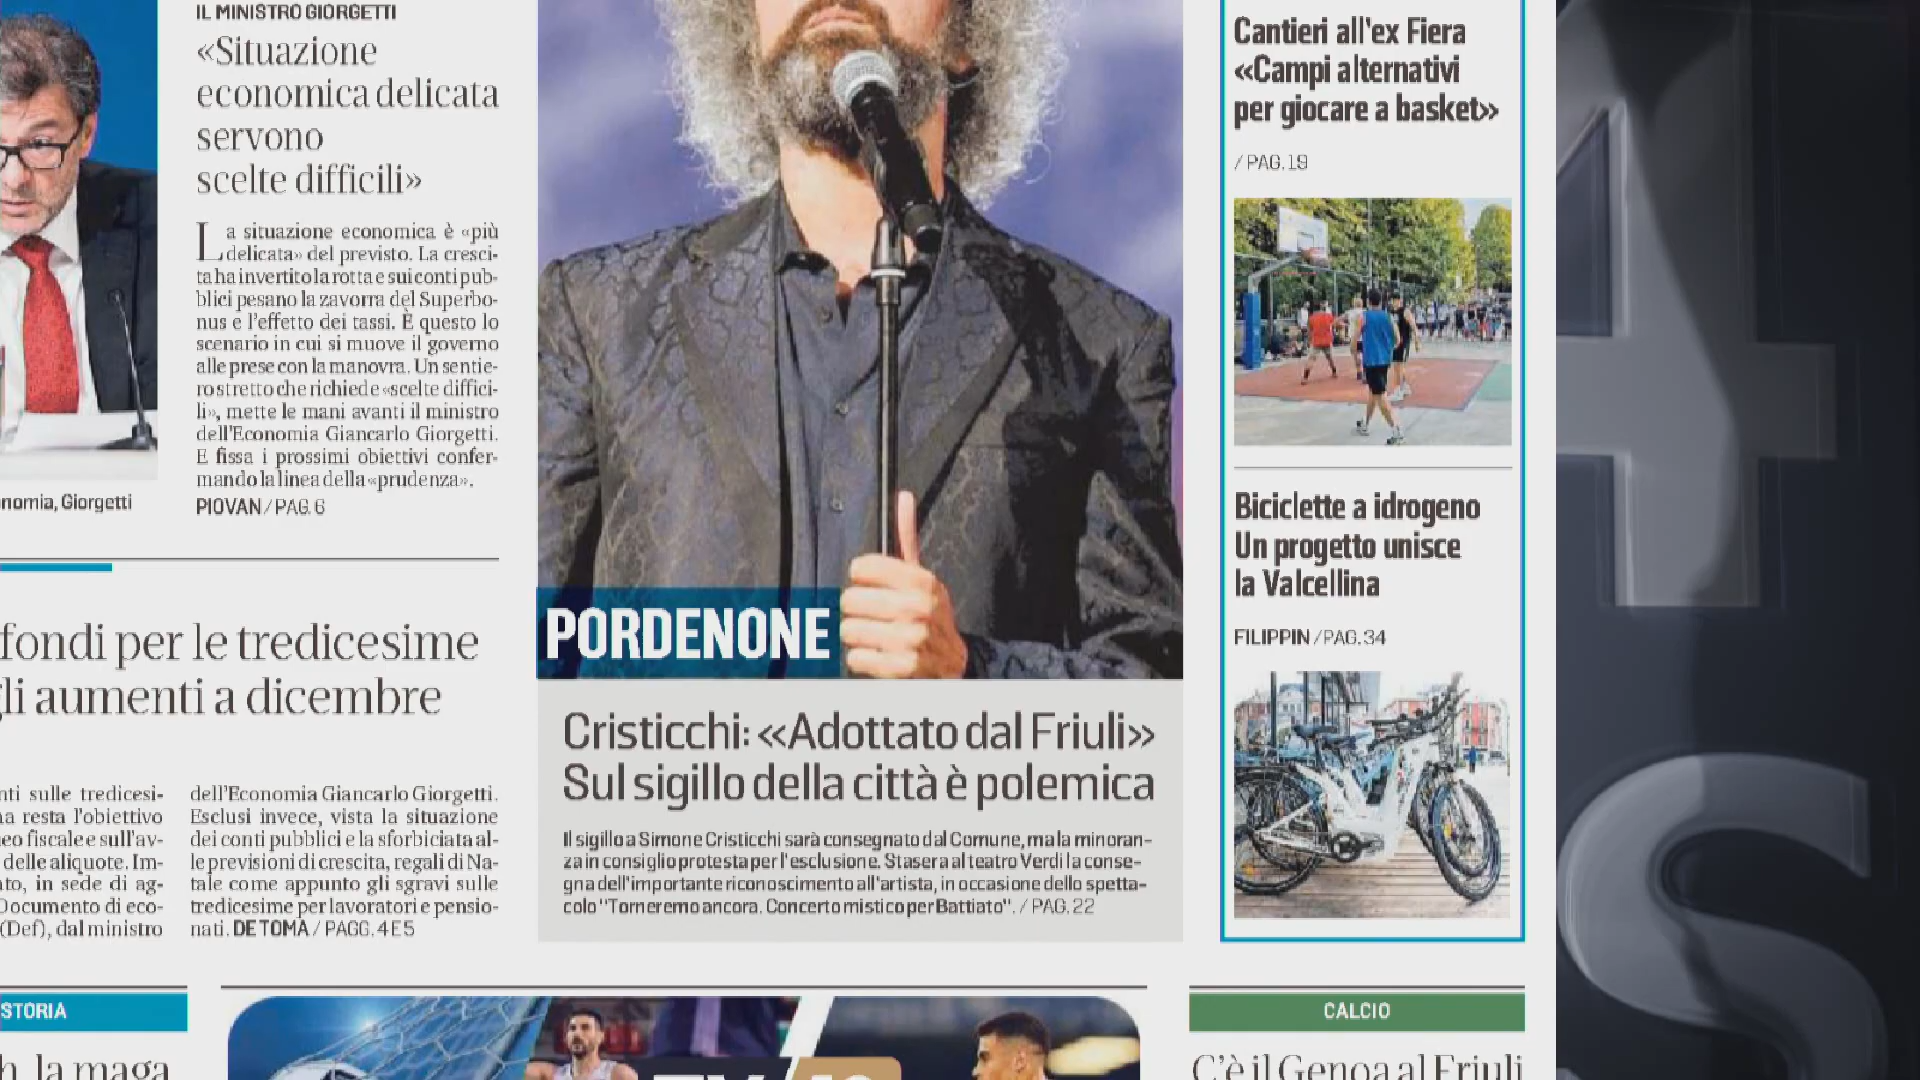 IL MINISTRO GIORGETTI
«Situazione
economica delicata
servono
scelte difficili»
La situazione economica è «più
delicata» del previsto. La cresci-
ta ha invertito la rotta e sui conti pub-
blici pesano la zavorra del Superbo-
nus e l'effetto dei tassi. È questo lo
scenario in cui si muove il governo
alle prese con la manovra. Un sentie-
ro stretto che richiede «scelte diffici-
li», mette le mani avanti il ministro
dell'Economia Giancarlo Giorgetti.
E fissa i prossimi obiettivi confer-
mando la linea della «prudenza».
PIOVAN / PAG. 6
nomia, Giorgetti
fondi per le tredicesime
gli aumenti a dicembre
nti sulle tredicesi-
na resta l'obiettivo
eo fiscale e sull'av-
delle aliquote. Im-
to, in sede di ag-
Documento di eco-
(Def), dal ministro
dell'Economia Giancarlo Giorgetti.
Esclusi invece, vista la situazione
dei conti pubblici e la sforbiciata al-
le previsioni di crescita, regali di Na-
tale come appunto gli sgravi sulle
tredicesime per lavoratori e pensio-
nati. DE TOMA / PAGG. 4 E 5
PORDENONE
Cristicchi: «Adottato dal Friuli»
Sul sigillo della città è polemica
Il sigillo a Simone Cristicchi sarà consegnato dal Comune, ma la minoran-
za in consiglio protesta per l'esclusione. Stasera al teatro Verdi la conse-
gna dell'importante riconoscimento all'artista, in occasione dello spetta-
colo "Torneremo ancora. Concerto mistico per Battiato". / PAG. 22
Cantieri all'ex Fiera
«Campi alternativi
per giocare a basket»
/ PAG. 19
Biciclette a idrogeno
Un progetto unisce
la Valcellina
FILIPPIN / PAG. 34
STORIA
h, la maga
CALCIO
C'è il Genoa al Friuli
4
S